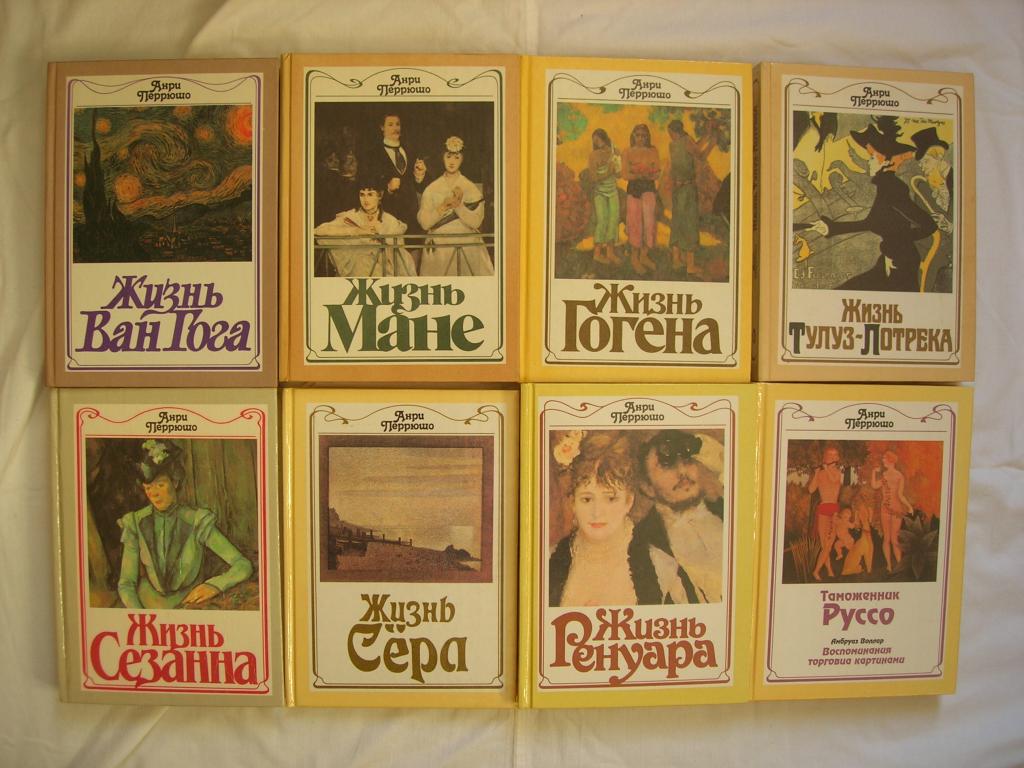 Анри
Перрюшо
Жизнь
Ван Гога
Анри
Перрюшо
Жизнь
Мане
Анри
Перрюшо
Жизнь
Гогена
Анри
Перрюшо
Жизнь
Тулуз-Лотрека
Анри
Перрюшо
Жизнь
Сезанна
Анри
Перрюшо
Жизнь
Сёра
Анри
Перрюшо
Жизнь
Ренуара
Анри
Перрюшо
Таможенник
Руссо
Амбруаз Воллар
Воспоминания
торговца картинами